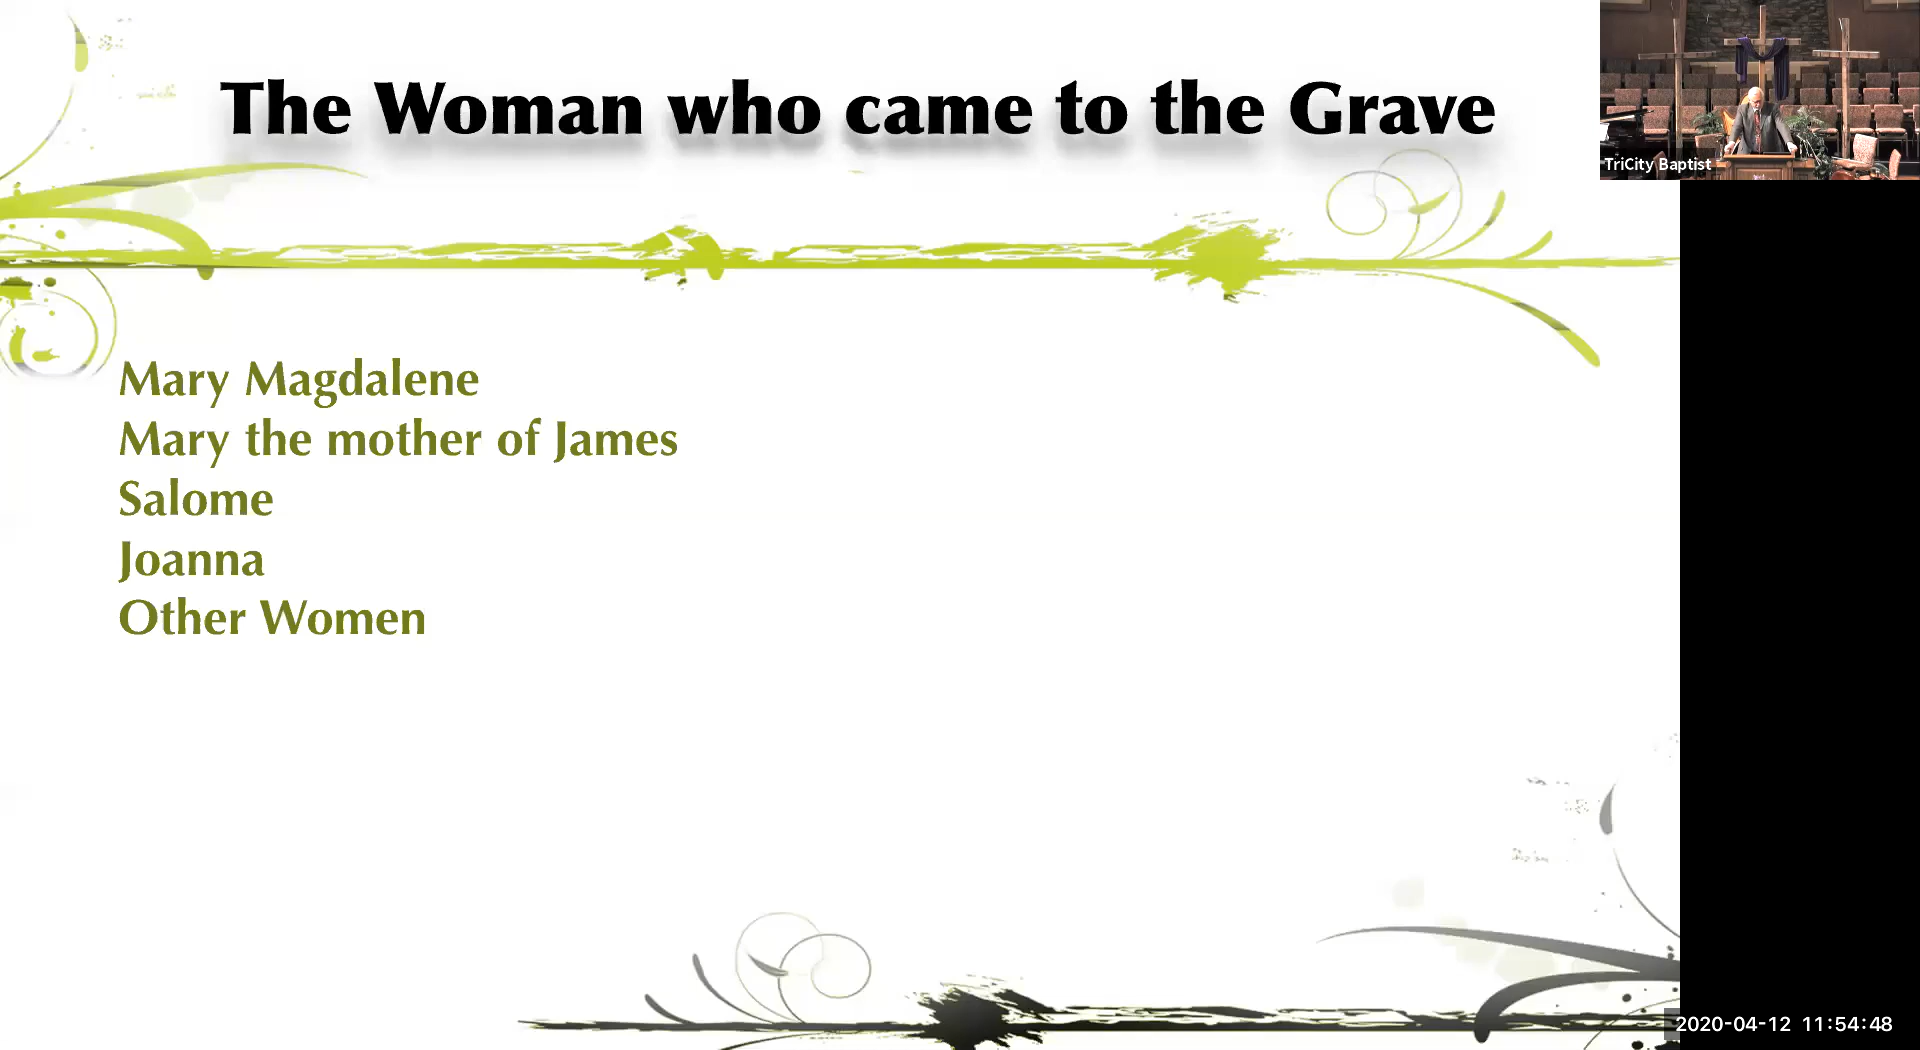 The Woman who came to the Grave
TriCity Baptist
Mary Magdalene
Mary the mother of James
Salome
Joanna
Other Women
2020-04-12 11:54:48